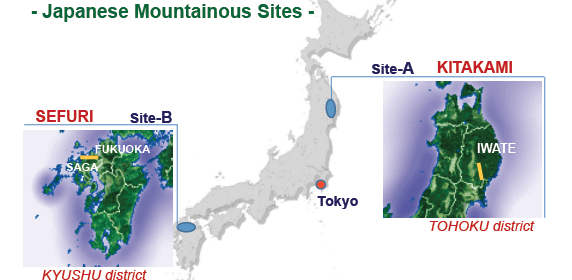 - Japanese Mountainous Sites -
Site-A KITAKAMI
SEFURI
Site-B
FUKUOKA
SAGA
IWATE
Tokyo
TOHOKU district
KYUSHU district